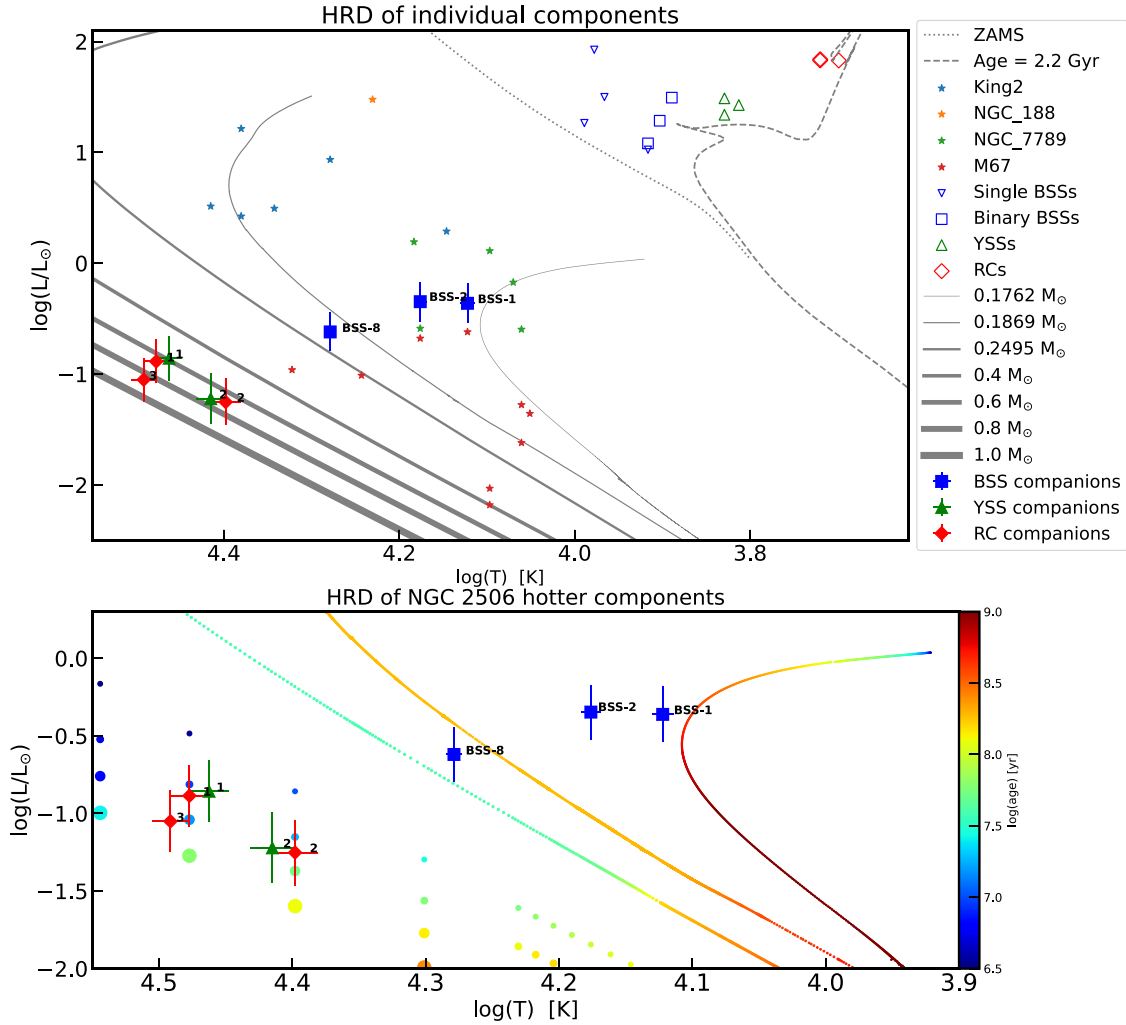 HRD of individual components
2
1
0
−1
−2
log(L/L⊙)
BSS-2
BSS-1
BSS-8
1
1
3
2
2
4.4
4.2
4.0
3.8
log(T) [K]
ZAMS
Age = 2.2 Gyr
King2
NGC_188
NGC_7789
M67
Single BSSs
Binary BSSs
YSSs
RCs
0.1762 M⊙
0.1869 M⊙
0.2495 M⊙
0.4 M⊙
0.6 M⊙
0.8 M⊙
1.0 M⊙
BSS companions
YSS companions
RC companions
HRD of NGC 2506 hotter components
0.0
−0.5
−1.0
−1.5
−2.0
log(L/L⊙)
BSS-2
BSS-1
BSS-8
1
1
3
2
2
4.5
4.4
4.3
4.2
4.1
4.0
3.9
log(T) [K]
9.0
8.5
8.0
7.5
7.0
6.5
log(age) [yr]